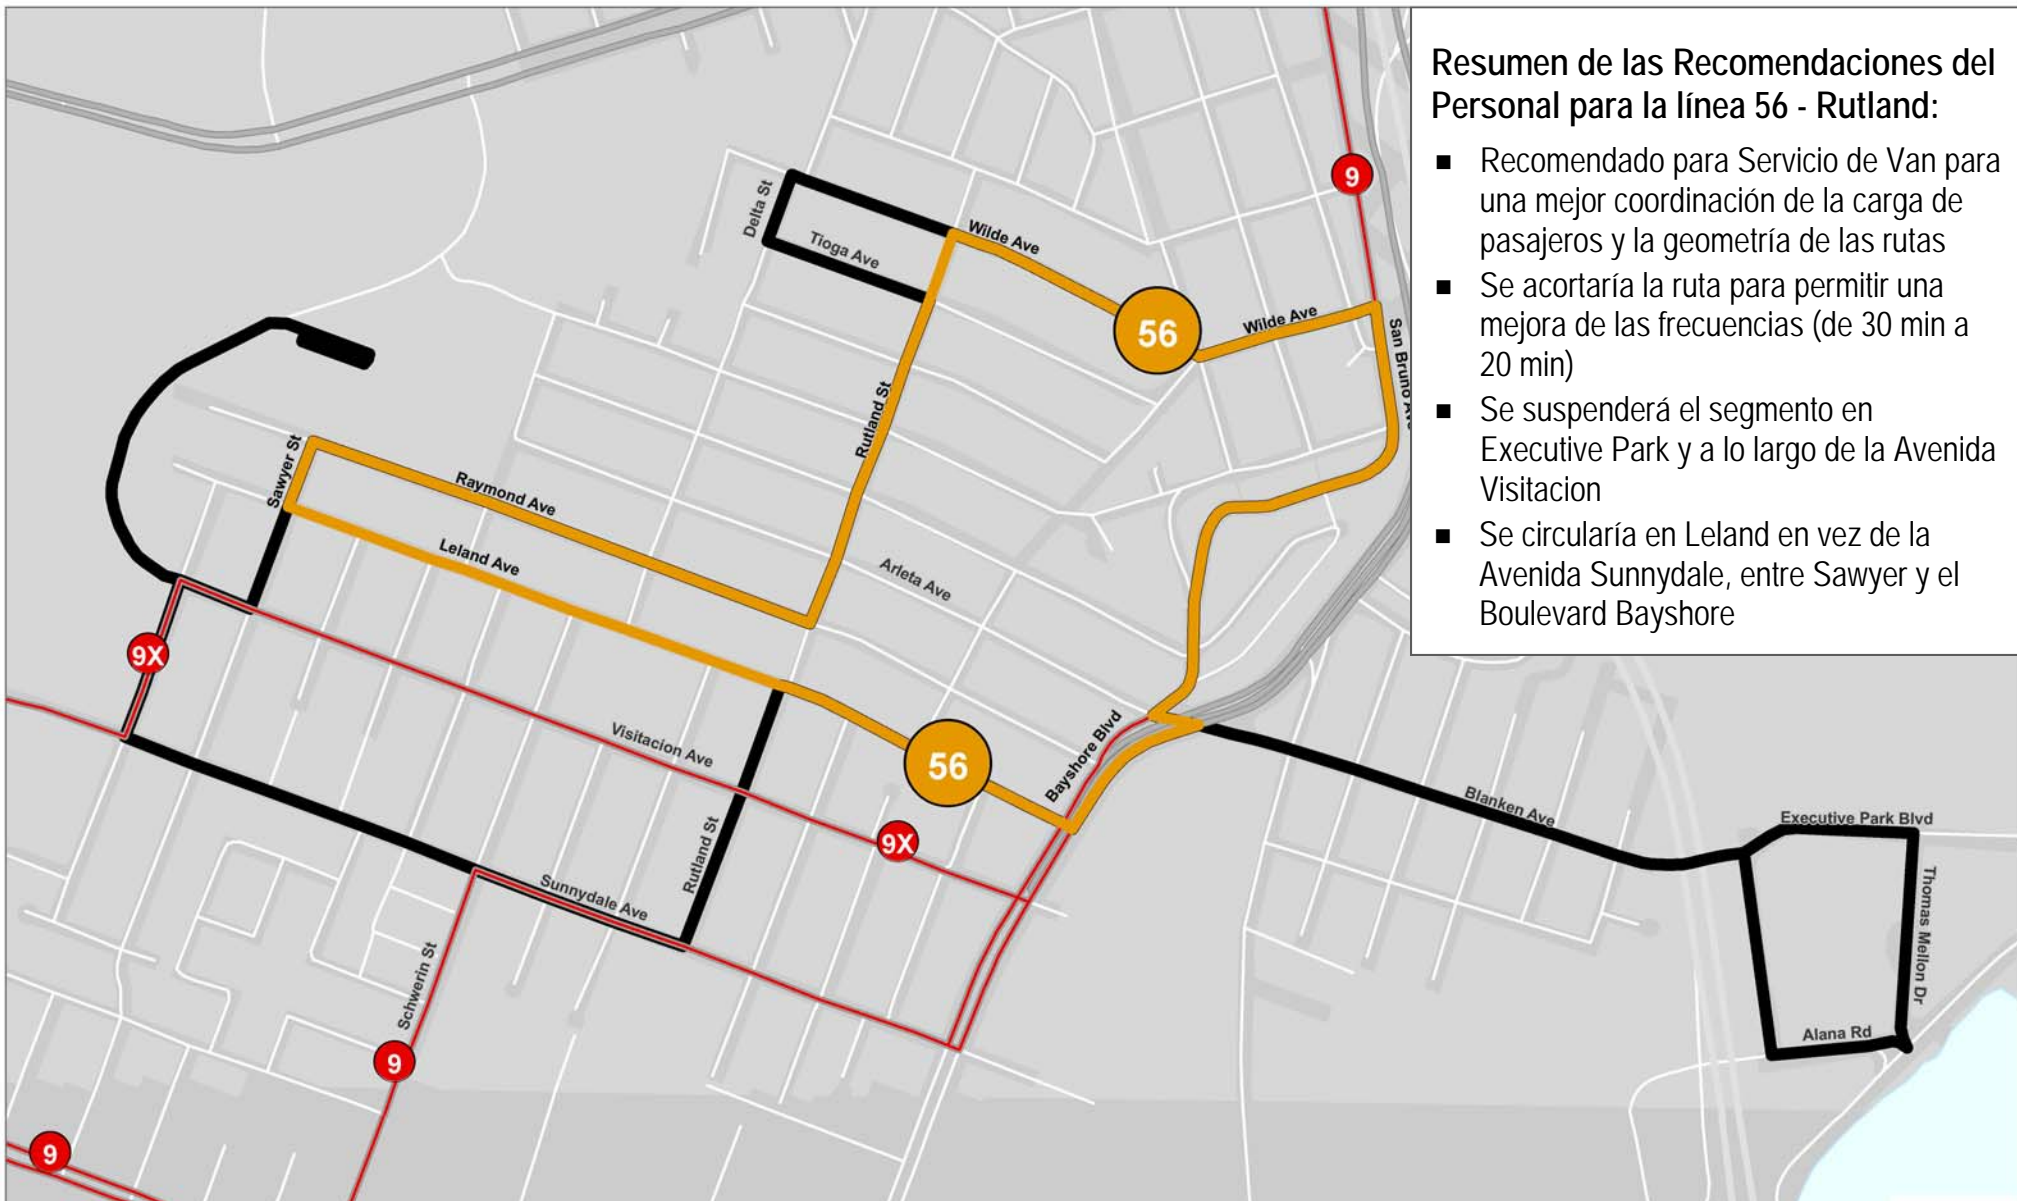 Resumen de las Recomendaciones del
Personal para la línea 56 - Rutland:
■ Recomendado para Servicio de Van para
una mejor coordinación de la carga de
pasajeros y la geometría de las rutas
■ Se acortaría la ruta para permitir una
mejora de las frecuencias (de 30 min a
20 min)
■ Se suspenderá el segmento en
Executive Park y a lo largo de la Avenida
Visitacion
■ Se circularía en Leland en vez de la
Avenida Sunnydale, entre Sawyer y el
Boulevard Bayshore
9
Delta St
Tioga Ave
Wilde Ave
56
Wilde Ave
San Bruno Ave
Rutland St
Sawyer St
Raymond Ave
Leland Ave
Arleta Ave
9X
Visitacion Ave
56
Bayshore Blvd
9X
Rutland St
Sunnydale Ave
Blanken Ave
Executive Park Blvd
Thomas Mellon Dr
Alana Rd
Schwerin St
9
9